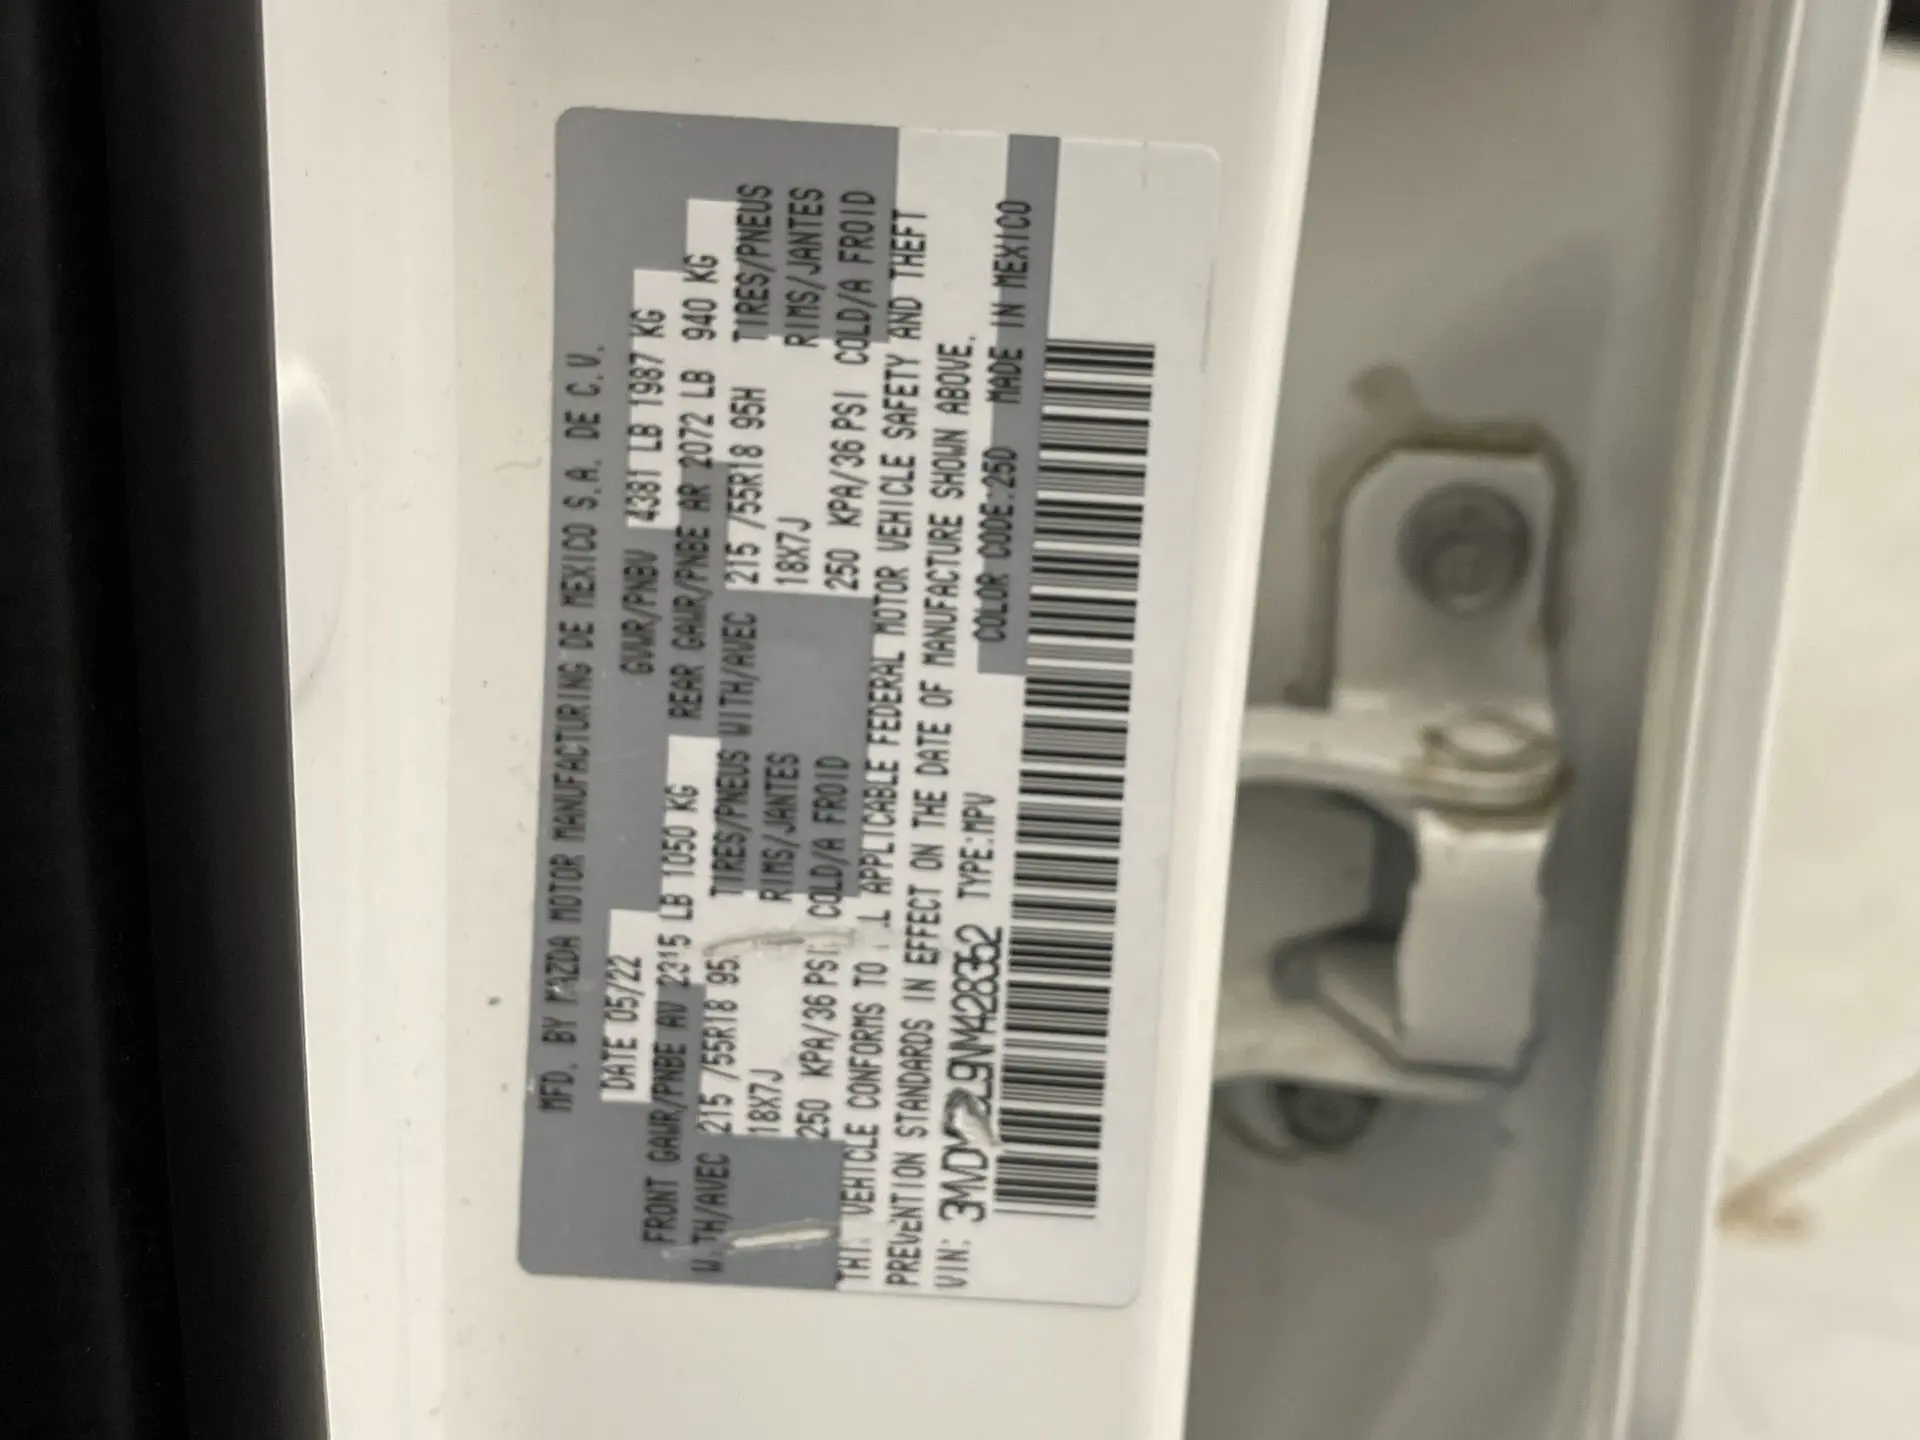 MFD. BY MAZDA MOTOR MANUFACTURING DE MEXICO S.A. DE C.V.
DATE 05/22 GVWR/PNBV 4381 LB 1987 KG
FRONT GAWR/PNBE AV 2315 LB 1050 KG REAR GAWR/PNBE AR 2072 LB 940 KG
WITH/AVEC 215 /55R18 TIRES/PNEUS WITH/AVEC 215 /55R18 95H TIRES/PNEUS
18X7J RIMS/JANTES 18X7J RIMS/JANTES
250 KPA/36 PSI COLD/A FROID 250 KPA/36 PSI COLD/A FROID
THIS VEHICLE CONFORMS TO ALL APPLICABLE FEDERAL MOTOR VEHICLE SAFETY AND THEFT
PREVENTION STANDARDS IN EFFECT ON THE DATE OF MANUFACTURE SHOWN ABOVE.
VIN: TYPE:MPV COLOR CODE:25D MADE IN MEXICO